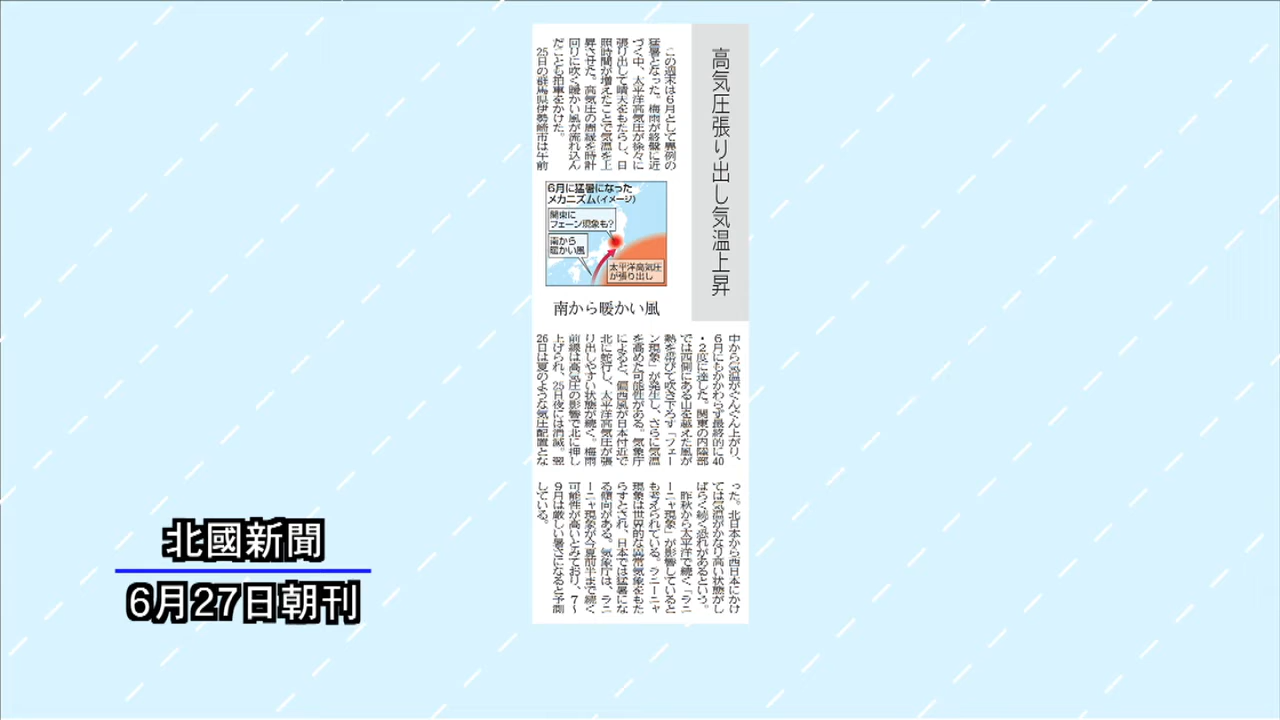 高気圧張り出し気温上昇
この週末は6月として異例の
猛暑となった。梅雨が終盤に近
づく中、太平洋高気圧が徐々に
張り出して晴天をもたらし、日
照時間が増えたことで気温を上
昇させた。高気圧の周縁を時計
回りに吹く暖かい風が流れ込ん
だことも拍車をかけた。
25日の群馬県伊勢崎市は午前
6月に猛暑になった
メカニズム(イメージ)
関東に
フェーン現象も?
南から
暖かい風
太平洋高気圧
が張り出し
南から暖かい風
中から気温がぐんぐん上がり、
6月にもかかわらず最終的に40
・2度に達した。関東の内陸部
では西側にある山を越えた風が
熱を帯びて吹き下ろす「フェー
ン現象」が発生し、さらに気温
を高めた可能性がある。気象庁
によると、偏西風が日本付近で
北に蛇行し、太平洋高気圧が張
り出しやすい状態が続く。梅雨
前線は高気圧の影響で北に押し
上げられ、25日夜には消滅。翌
26日は夏のような気圧配置とな
った。北日本から西日本にかけ
ては気温がかなり高い状態がし
ばらく続く恐れがあるという。
昨秋から太平洋で続く「ラニ
ーニャ現象」が影響していると
も考えられている。ラニーニャ
現象は世界的な異常気象をもた
らすとされ、日本では猛暑にな
る傾向がある。気象庁は、ラニ
ーニャ現象が今夏前半まで続く
可能性が高いとみており、7〜
9月は厳しい暑さになると予測
している。
北國新聞
6月27日朝刊